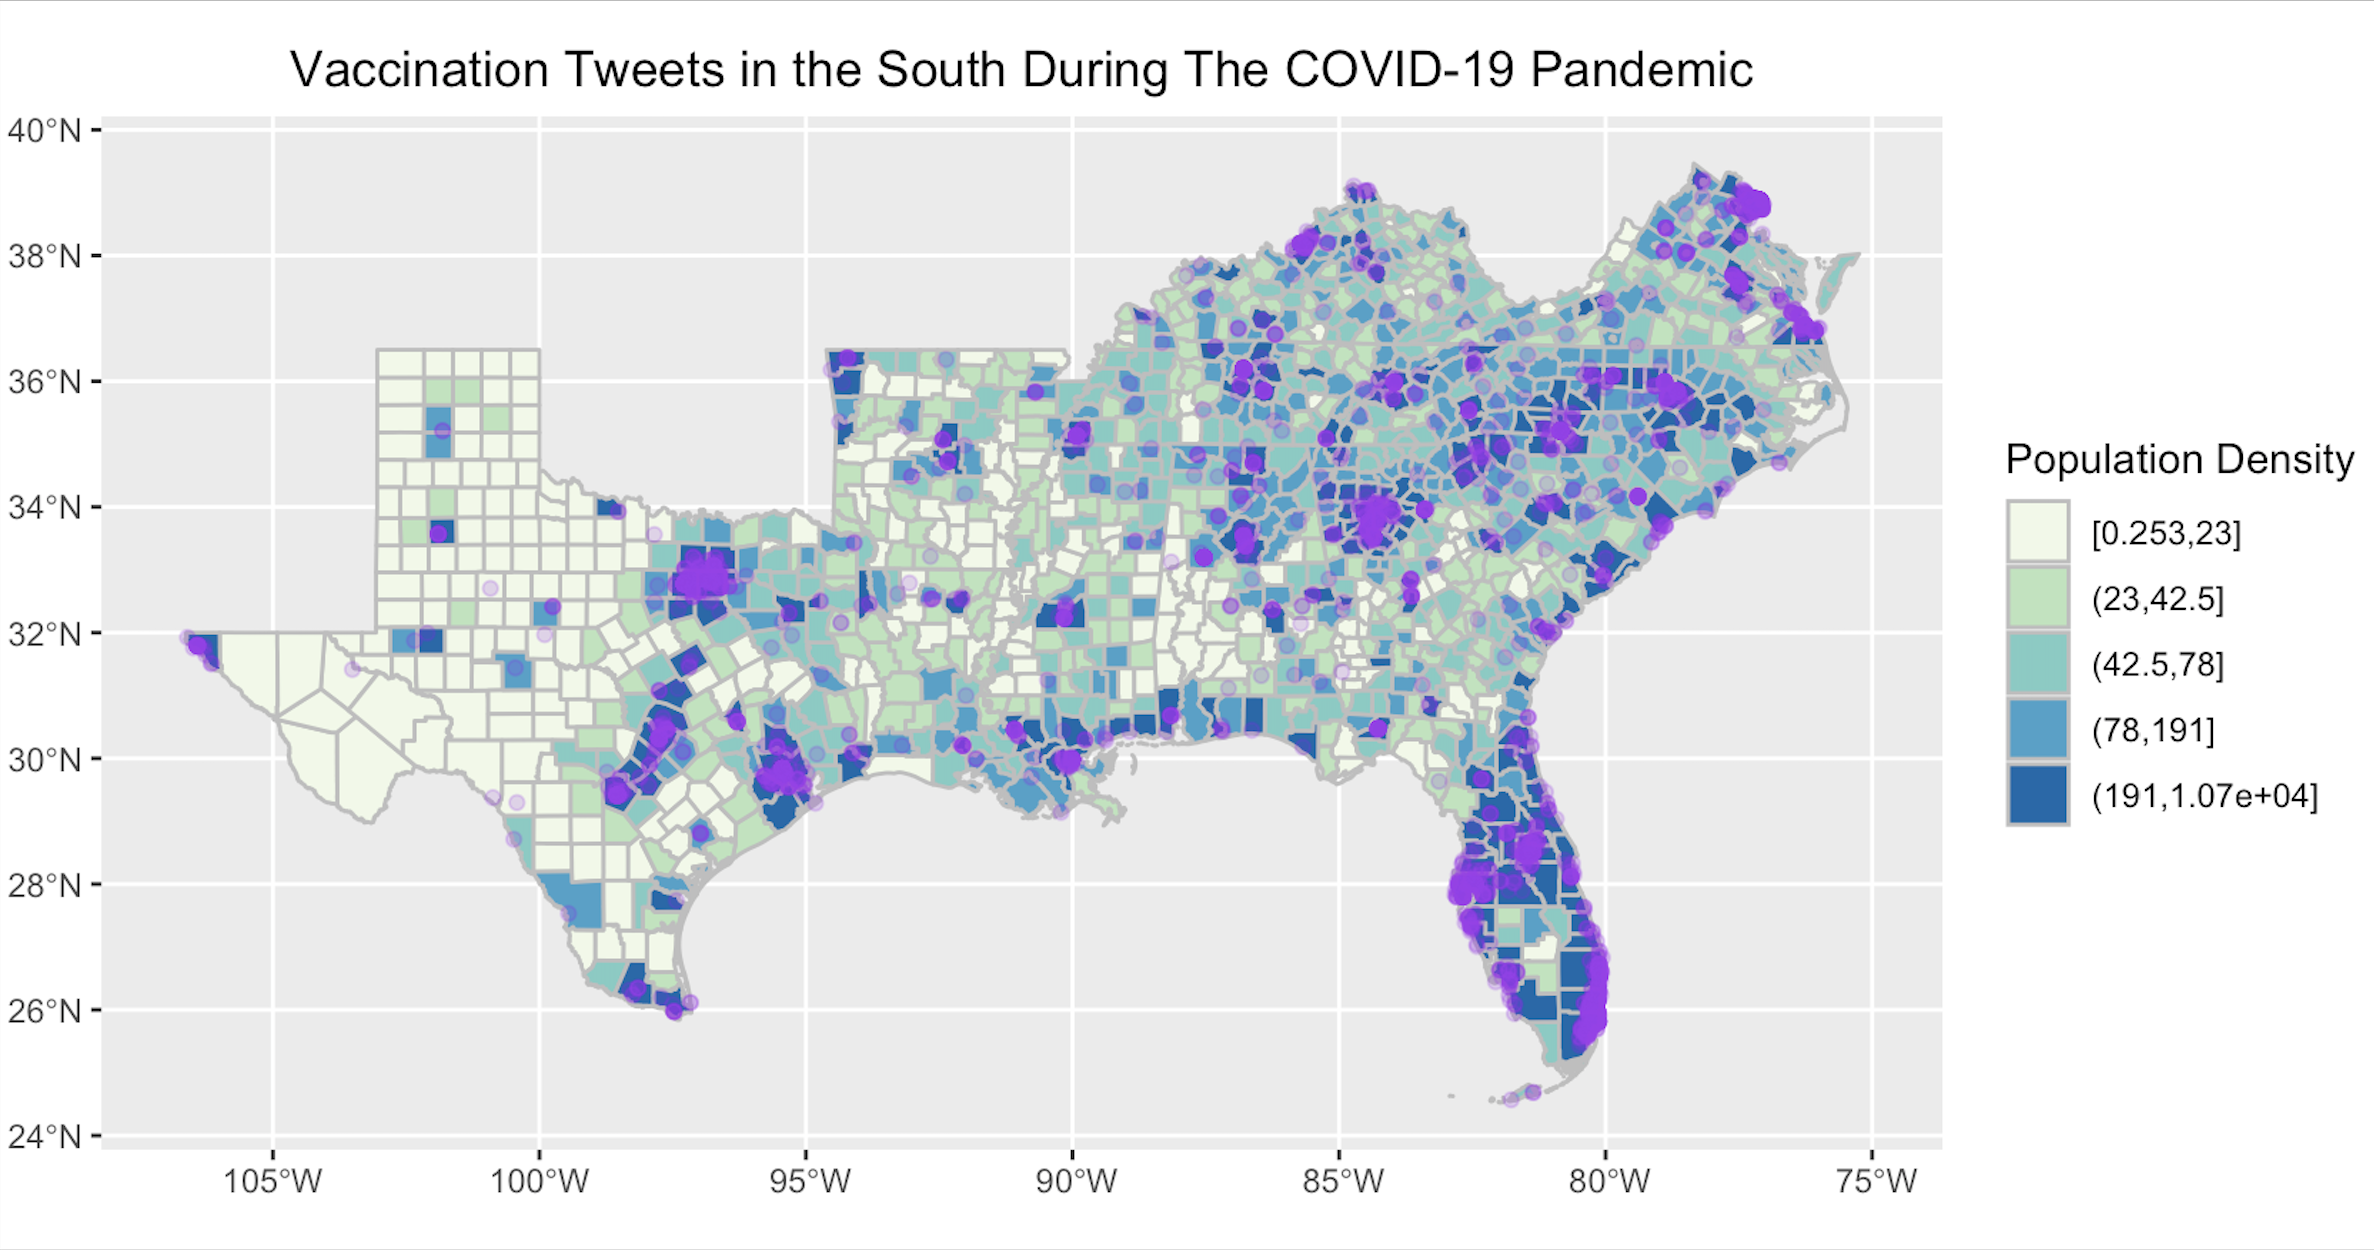 Vaccination Tweets in the South During The COVID-19 Pandemic
40°N
38°N
36°N
34°N
32°N
30°N
28°N
26°N
24°N
105°W
100°W
95°W
90°W
85°W
80°W
75°W
Population Density
[0.253,23]
(23,42.5]
(42.5,78]
(78,191]
(191,1.07e+04]